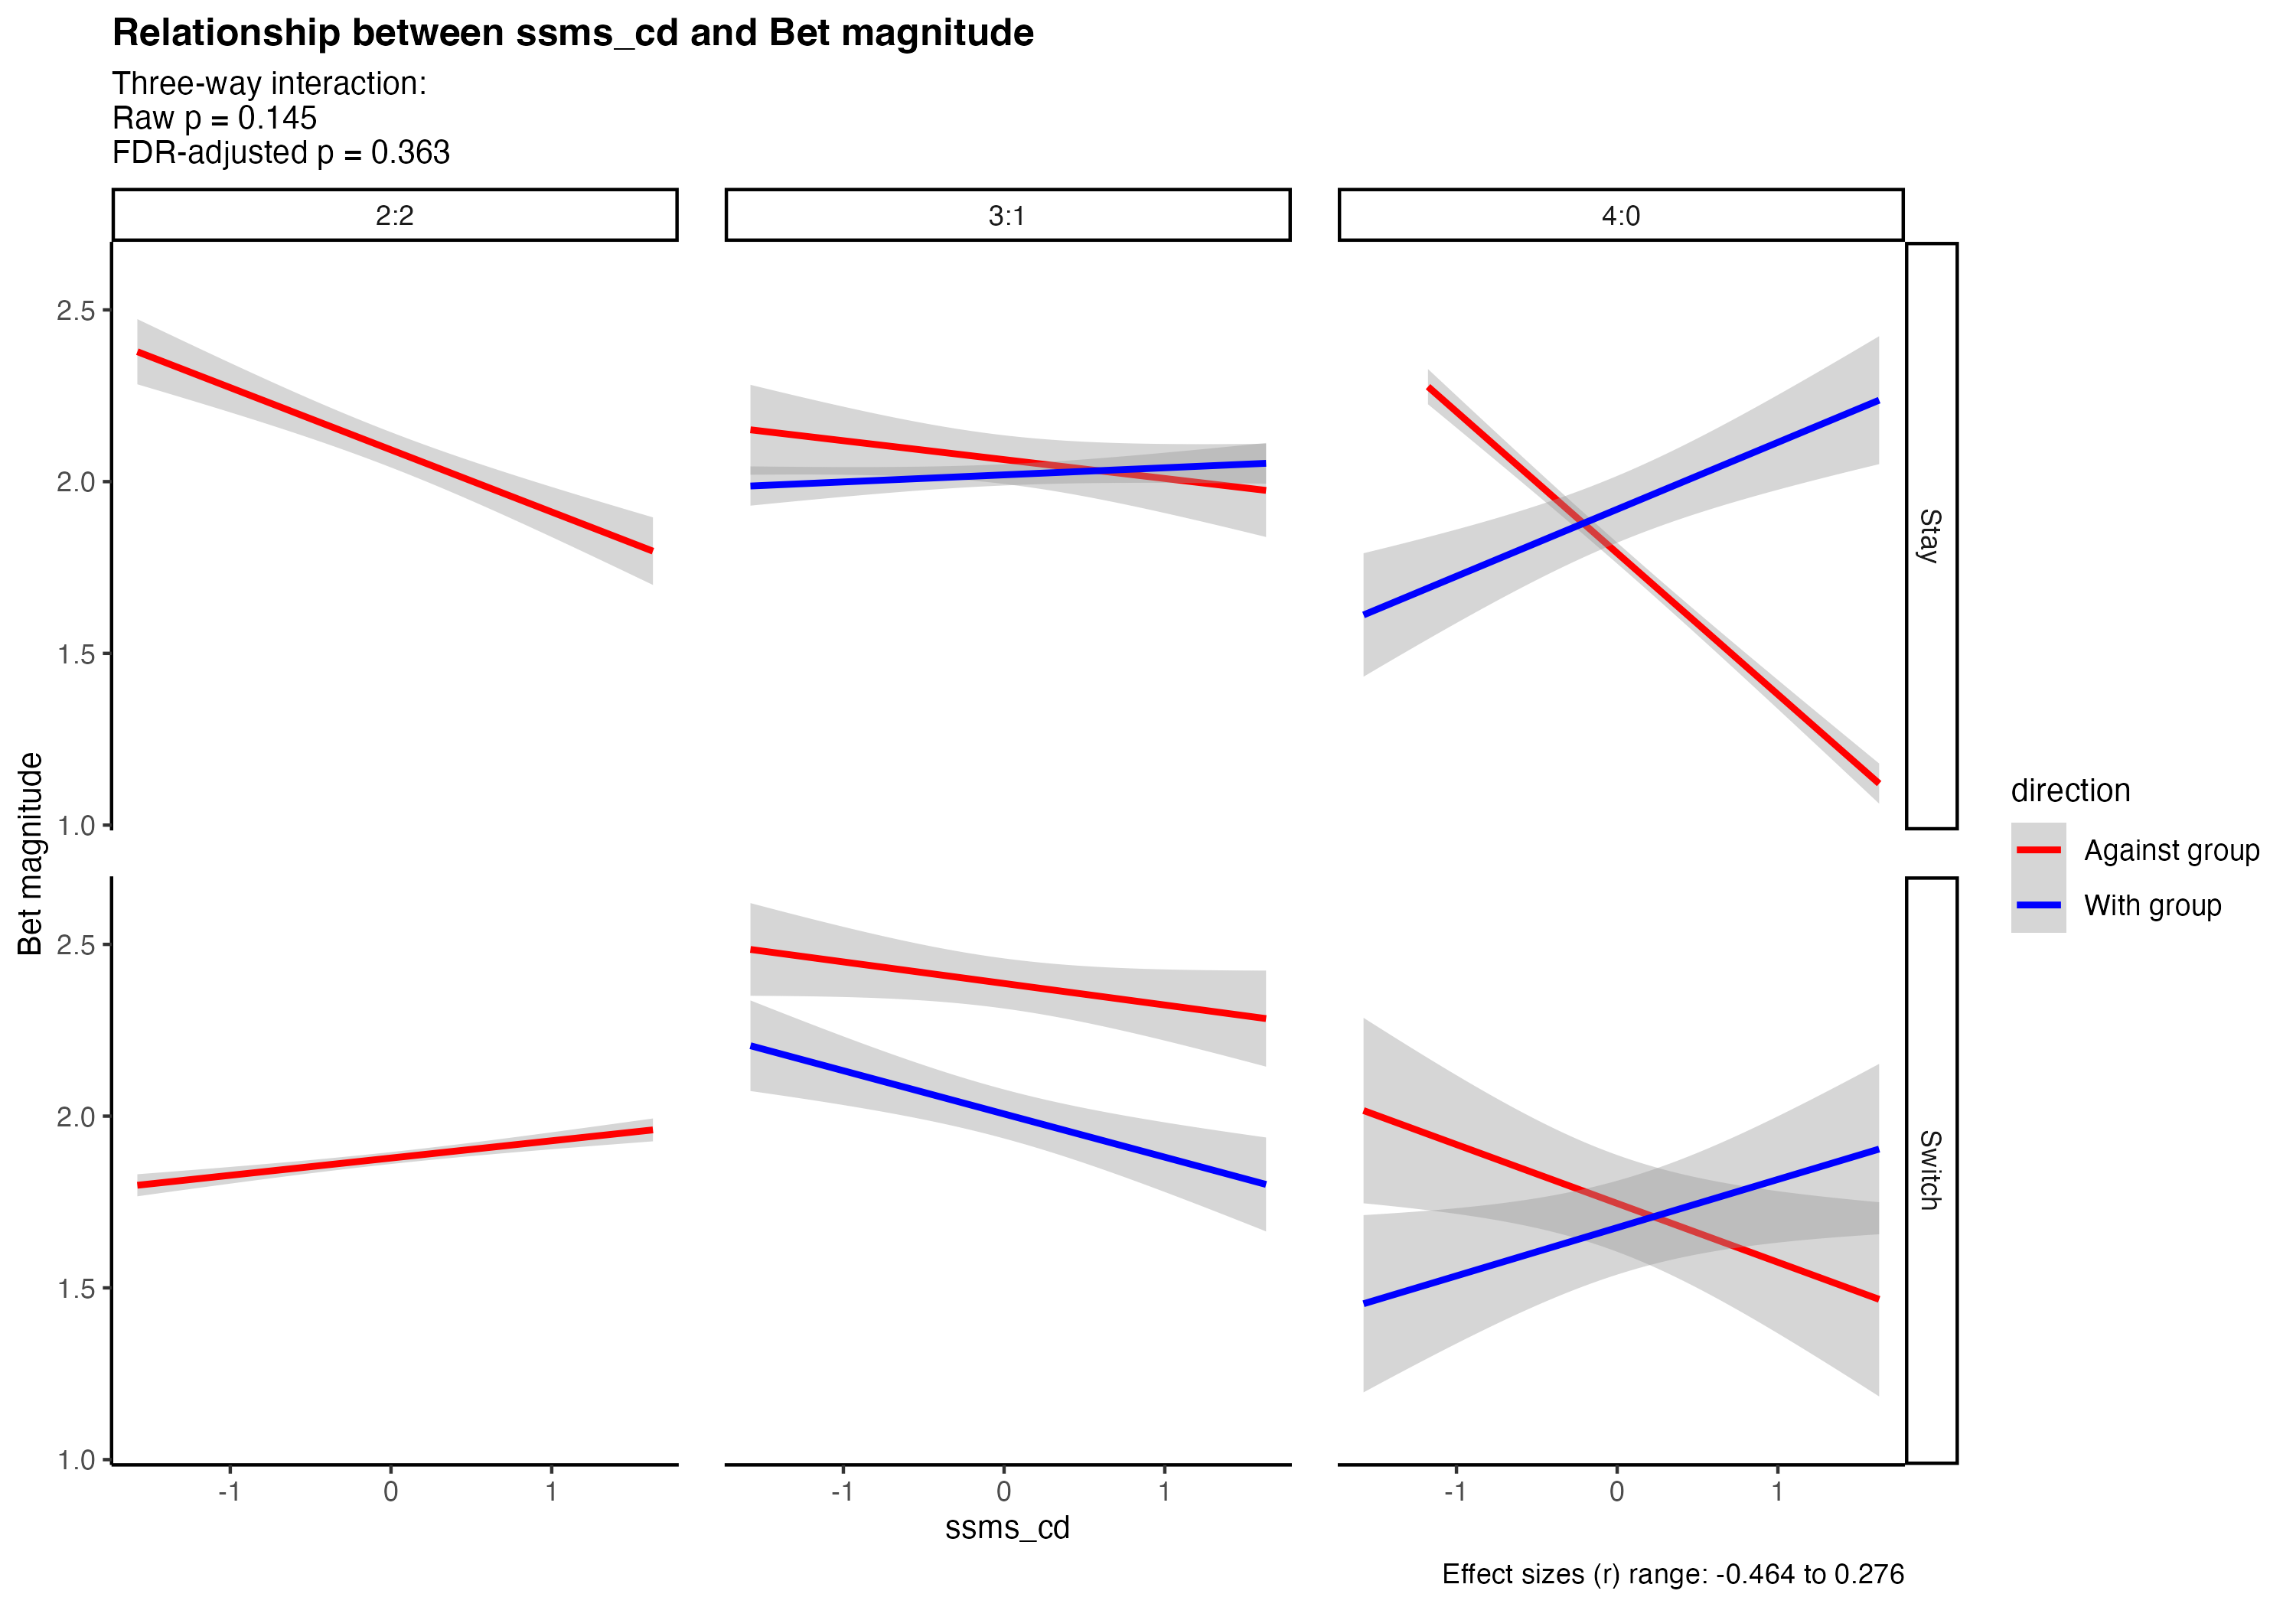 Relationship between ssms_cd and Bet magnitude
Three-way interaction:
Raw p = 0.145
FDR-adjusted p = 0.363
2:2
3:1
4:0
2.5
2.0
1.5
1.0
Stay
Bet magnitude
2.5
2.0
1.5
1.0
Switch
direction
Against group
With group
-1
0
1
-1
0
1
-1
0
1
ssms_cd
Effect sizes (r) range: -0.464 to 0.276